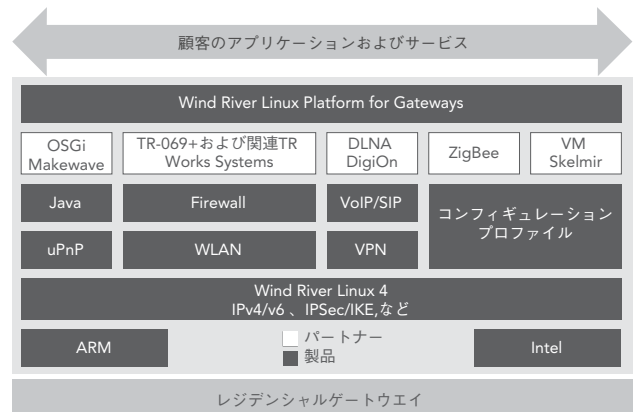 顧客のアプリケーションおよびサービス
Wind River Linux Platform for Gateways
OSGi
Makewave
TR-069+および関連TR
Works Systems
DLNA
DigiOn
ZigBee
VM
Skelmir
Java
Firewall
VoIP/SIP
コンフィギュレーション
プロファイル
uPnP
WLAN
VPN
Wind River Linux 4
IPv4/v6 、IPSec/IKE,など
ARM
パートナー
製品
Intel
レジデンシャルゲートウエイ